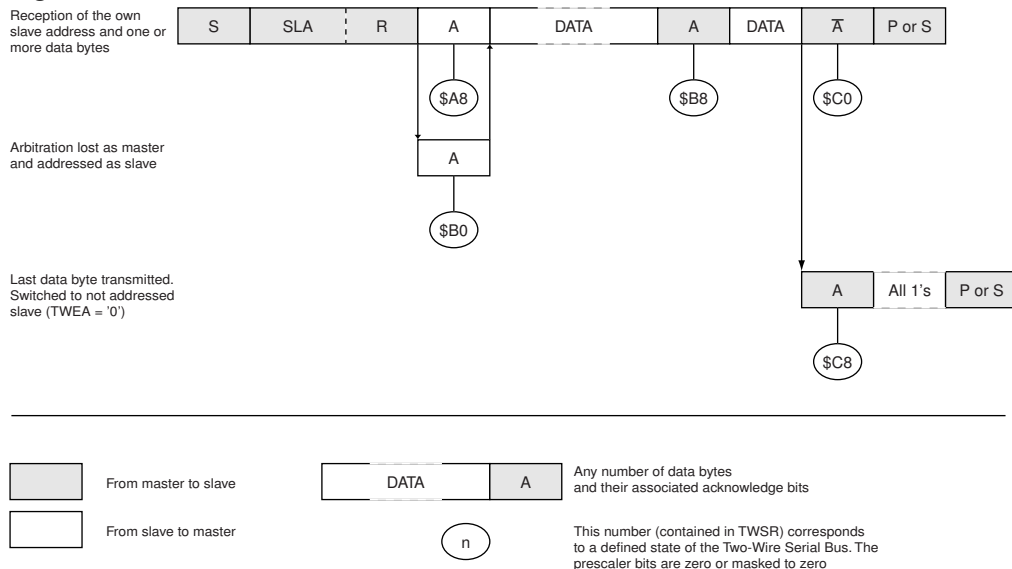 Reception of the own
slave address and one or
more data bytes
S SLA R A DATA A DATA A̅ P or S
$A8 $B8 $C0
Arbitration lost as master
and addressed as slave
A
$B0
Last data byte transmitted.
Switched to not addressed
slave (TWEA = '0')
A All 1's P or S
$C8
From master to slave
DATA A
Any number of data bytes
and their associated acknowledge bits
From slave to master
n
This number (contained in TWSR) corresponds
to a defined state of the Two-Wire Serial Bus. The
prescaler bits are zero or masked to zero